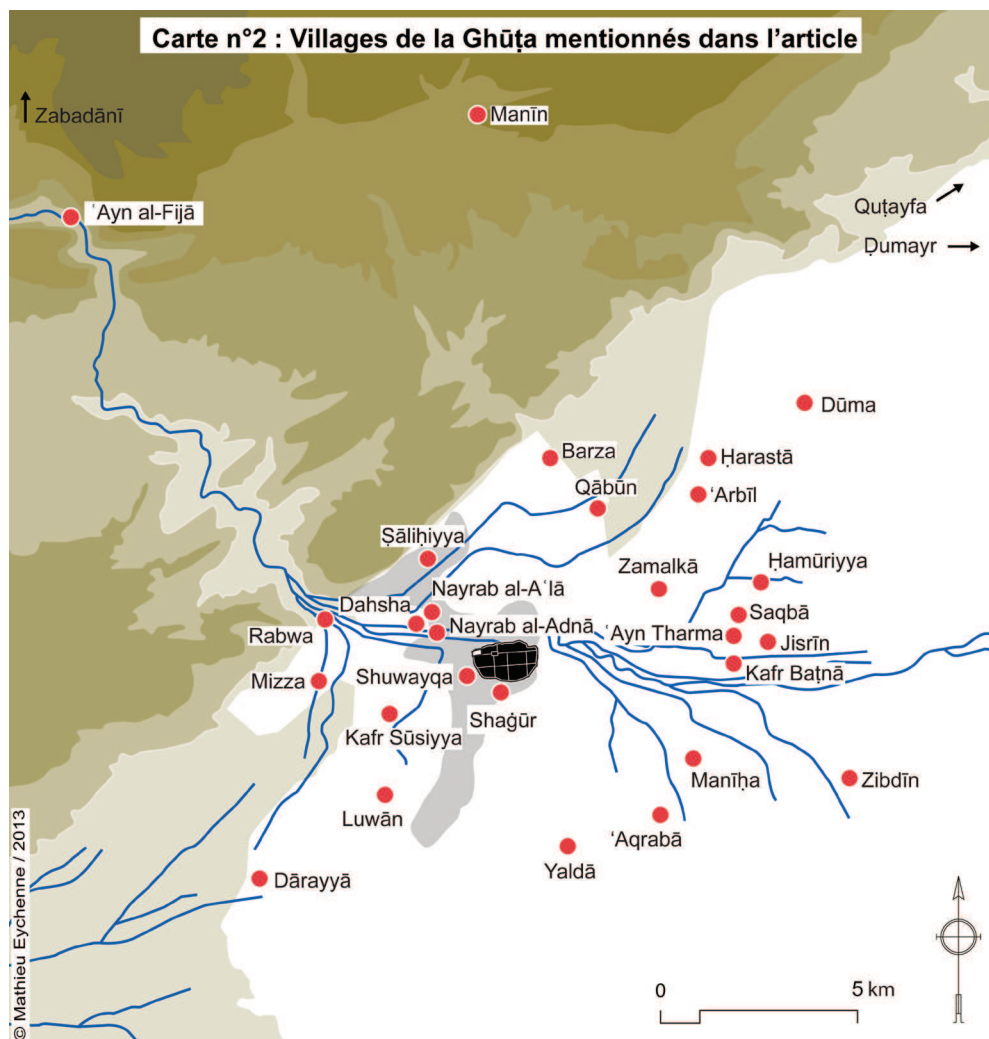 Carte n°2 : Villages de la Ghūṭa mentionnés dans l’article
Zabadānī
Manīn
ʿAyn al-Fijā
Quṭayfa
Ḍumayr
Dūma
Barza
Ḥarastā
Qābūn
ʿArbīl
Ṣāliḥiyya
Zamalkā
Ḥamūriyya
Dahsha
Nayrab al-Aʿlā
Saqbā
Rabwa
Nayrab al-Adnā
ʿAyn Tharma
Jisrīn
Kafr Baṭnā
Mizza
Shuwayqa
Shaġūr
Kafr Sūsiyya
Manīḥa
Zibdīn
Luwān
ʿAqrabā
Yaldā
Dārayyā
0 5 km
© Mathieu Eychenne / 2013